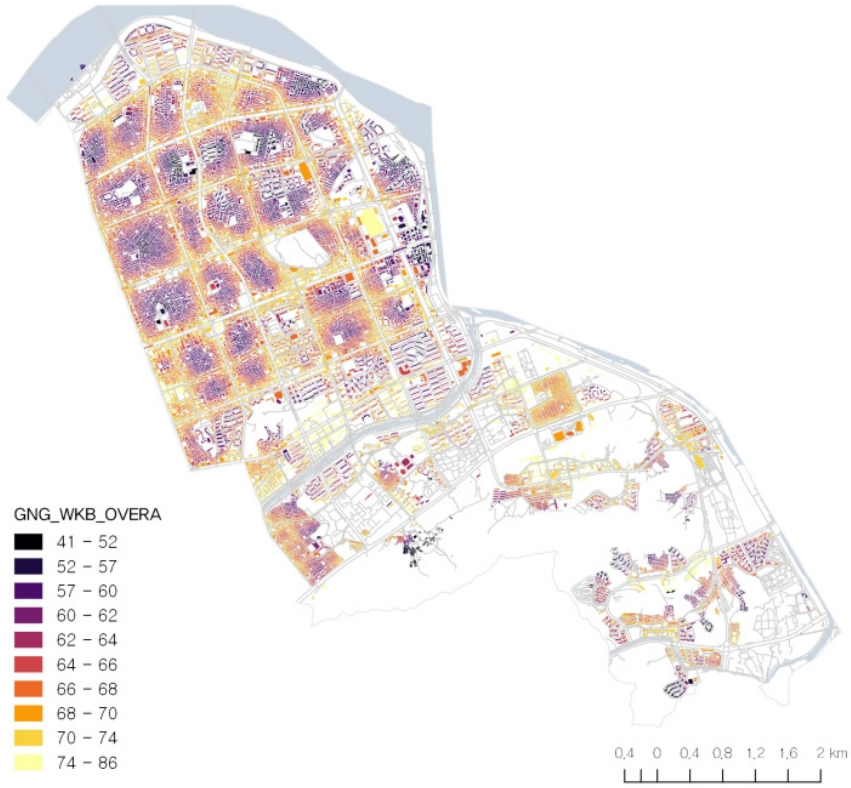 GNG_WKB_OVERA
41 – 52
52 – 57
57 – 60
60 – 62
62 – 64
64 – 66
66 – 68
68 – 70
70 – 74
74 – 86
0,4 0 0,4 0,8 1,2 1,6 2 km